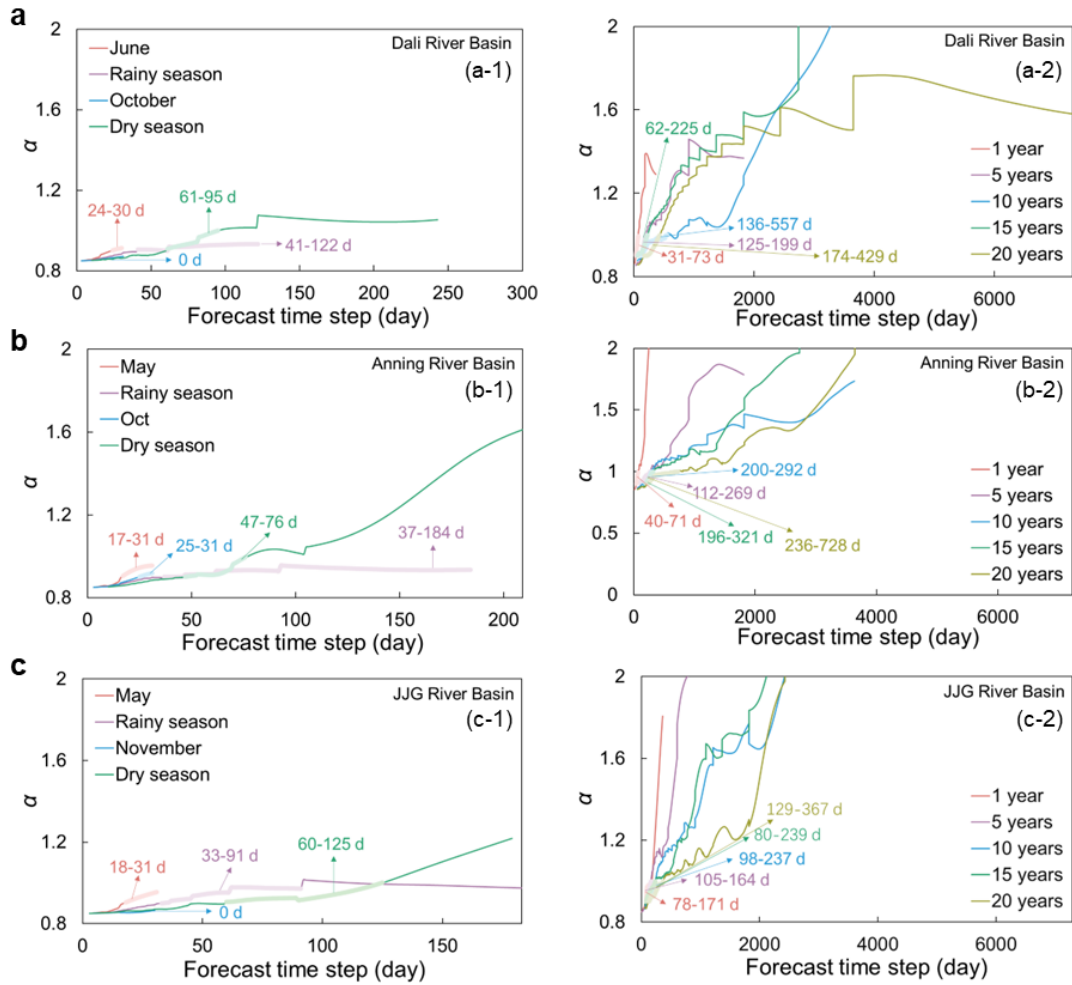 a
2
1.6
1.2
0.8
α
June
Rainy season
October
Dry season
Dali River Basin
(a-1)
24-30 d
61-95 d
41-122 d
0 d
0
50
100
150
200
250
300
Forecast time step (day)
2
1.6
1.2
0.8
α
Dali River Basin
(a-2)
62-225 d
1 year
5 years
10 years
15 years
20 years
136-557 d
125-199 d
31-73 d
174-429 d
0
2000
4000
6000
Forecast time step (day)
b
2
1.6
1.2
0.8
α
May
Rainy season
Oct
Dry season
Anning River Basin
(b-1)
17-31 d
25-31 d
47-76 d
37-184 d
0
50
100
150
200
Forecast time step (day)
2
1.5
1
0.5
0
α
Anning River Basin
(b-2)
200-292 d
112-269 d
40-71 d
196-321 d
236-728 d
1 year
5 years
10 years
15 years
20 years
0
2000
4000
6000
Forecast time step (day)
c
2
1.6
1.2
0.8
α
May
Rainy season
November
Dry season
JJG River Basin
(c-1)
18-31 d
33-91 d
60-125 d
0 d
0
50
100
150
Forecast time step (day)
2
1.6
1.2
0.8
α
JJG River Basin
(c-2)
129-367 d
80-239 d
98-237 d
105-164 d
78-171 d
1 year
5 years
10 years
15 years
20 years
0
2000
4000
6000
Forecast time step (day)